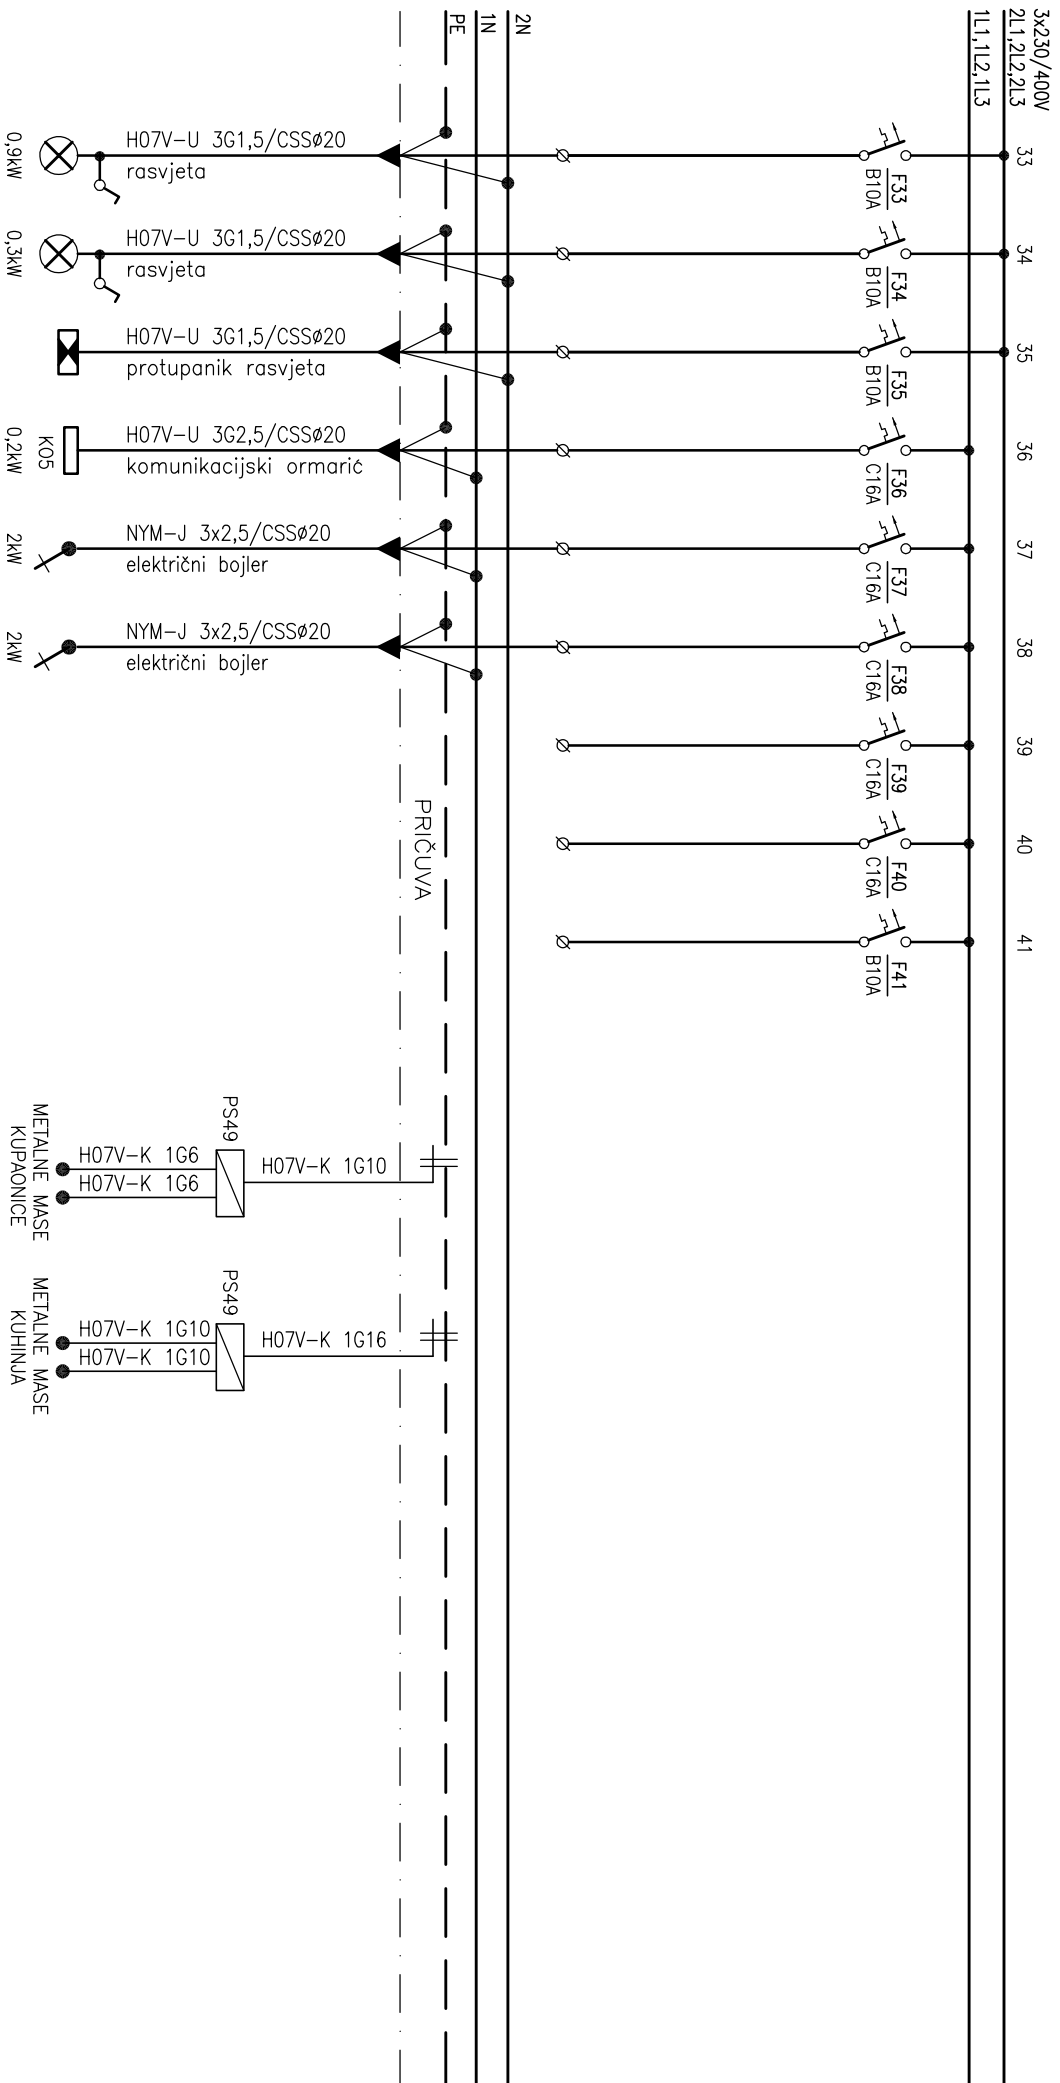 3x230/400V
2L1,2L2,2L3
1L1,1L2,1L3
33
34
35
36
37
38
39
40
41
F33
B10A
F34
B10A
F35
B10A
F36
C16A
F37
C16A
F38
C16A
F39
C16A
F40
C16A
F41
B10A
2N
1N
PE
PRIČUVA
H07V-U 3G1,5/CSSø20
rasvjeta
0,9kW
H07V-U 3G1,5/CSSø20
rasvjeta
0,3kW
H07V-U 3G1,5/CSSø20
protupanik rasvjeta
H07V-U 3G2,5/CSSø20
komunikacijski ormarić
K05
0,2kW
NYM-J 3x2,5/CSSø20
električni bojler
2kW
NYM-J 3x2,5/CSSø20
električni bojler
2kW
H07V-K 1G10
PS49
H07V-K 1G6
H07V-K 1G6
METALNE MASE
KUPAONICE
H07V-K 1G16
PS49
H07V-K 1G10
H07V-K 1G10
METALNE MASE
KUHINJA